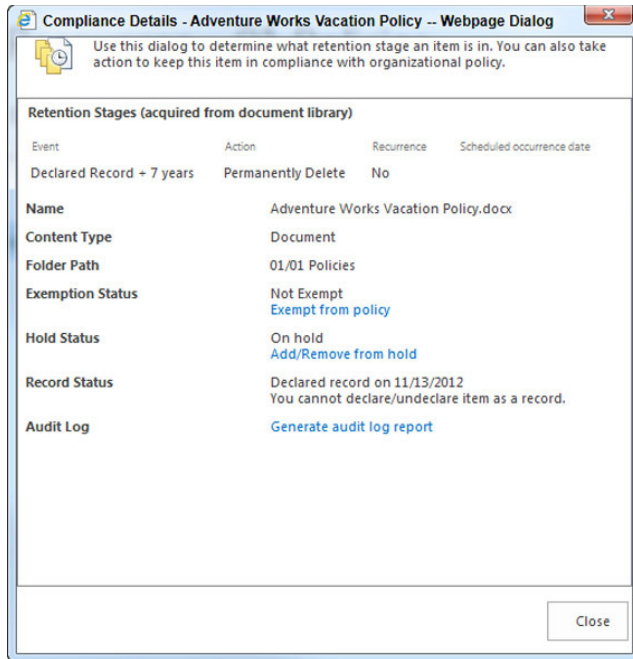 Compliance Details - Adventure Works Vacation Policy -- Webpage Dialog
Use this dialog to determine what retention stage an item is in. You can also take
action to keep this item in compliance with organizational policy.
Retention Stages (acquired from document library)
Event Action Recurrence Scheduled occurrence date
Declared Record + 7 years Permanently Delete No
Name Adventure Works Vacation Policy.docx
Content Type Document
Folder Path 01/01 Policies
Exemption Status Not Exempt
Exempt from policy
Hold Status On hold
Add/Remove from hold
Record Status Declared record on 11/13/2012
You cannot declare/undeclare item as a record.
Audit Log Generate audit log report
Close